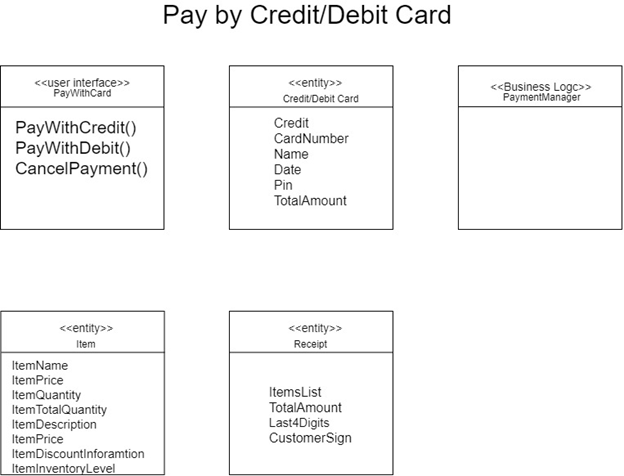 Pay by Credit/Debit Card
<<user interface>>
PayWithCard
PayWithCredit()
PayWithDebit()
CancelPayment()
<<entity>>
Credit/Debit Card
Credit
CardNumber
Name
Date
Pin
TotalAmount
<<Business Logc>>
PaymentManager
<<entity>>
Item
ItemName
ItemPrice
ItemQuantity
ItemTotalQuantity
ItemDescription
ItemPrice
ItemDiscountInforamtion
ItemInventoryLevel
<<entity>>
Receipt
ItemsList
TotalAmount
Last4Digits
CustomerSign